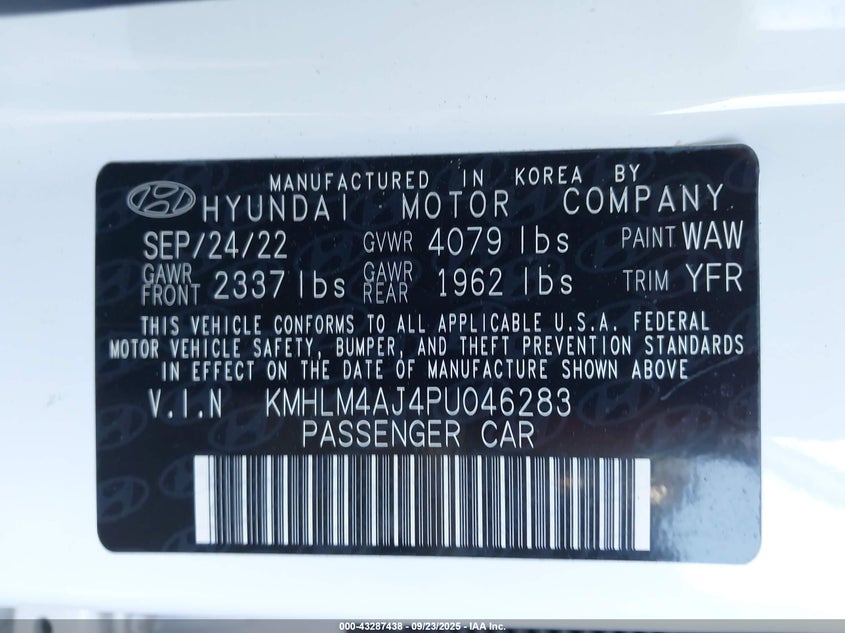 MANUFACTURED IN KOREA BY
HYUNDAI MOTOR COMPANY
SEP/24/22 GVWR 4079 lbs PAINT WAW
GAWR FRONT 2337 lbs GAWR REAR 1962 lbs TRIM YFR
THIS VEHICLE CONFORMS TO ALL APPLICABLE U.S.A. FEDERAL
MOTOR VEHICLE SAFETY, BUMPER, AND THEFT PREVENTION STANDARDS
IN EFFECT ON THE DATE OF MANUFACTURE SHOWN ABOVE
V.I.N KMHLM4AJ4PU046283
PASSENGER CAR
000-43287438 - 09/23/2025 - IAA Inc.